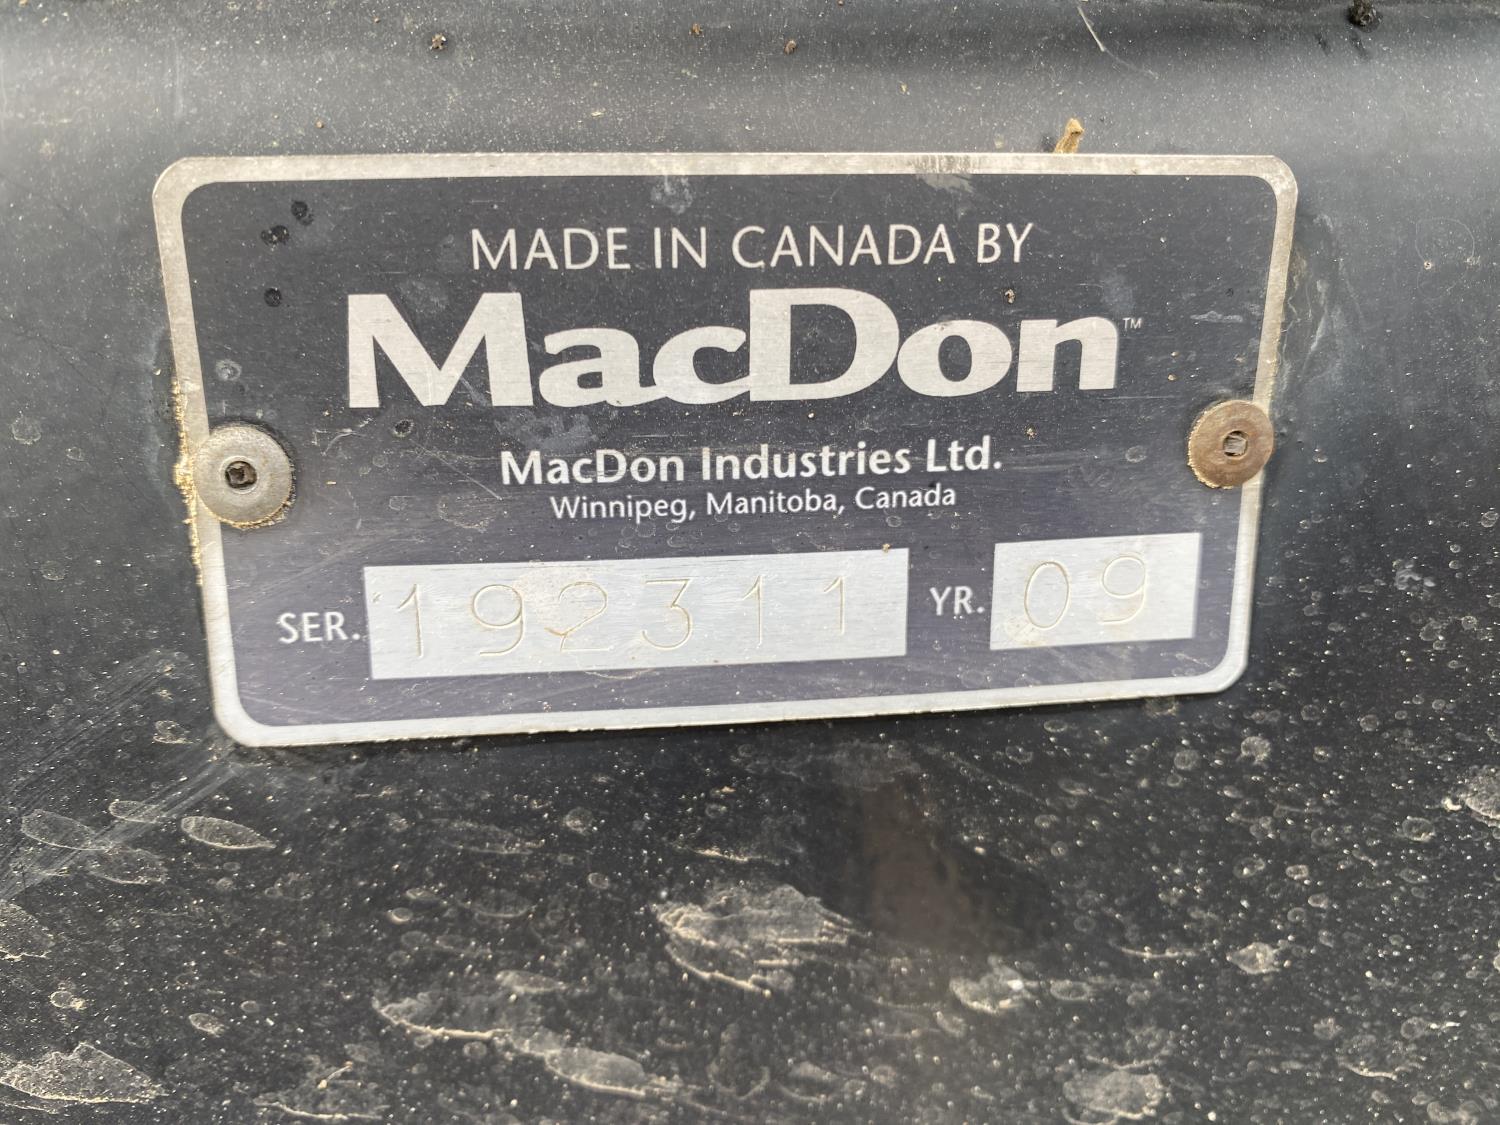 MADE IN CANADA BY
MacDon™
MacDon Industries Ltd.
Winnipeg, Manitoba, Canada
SER. 192311 YR. 09